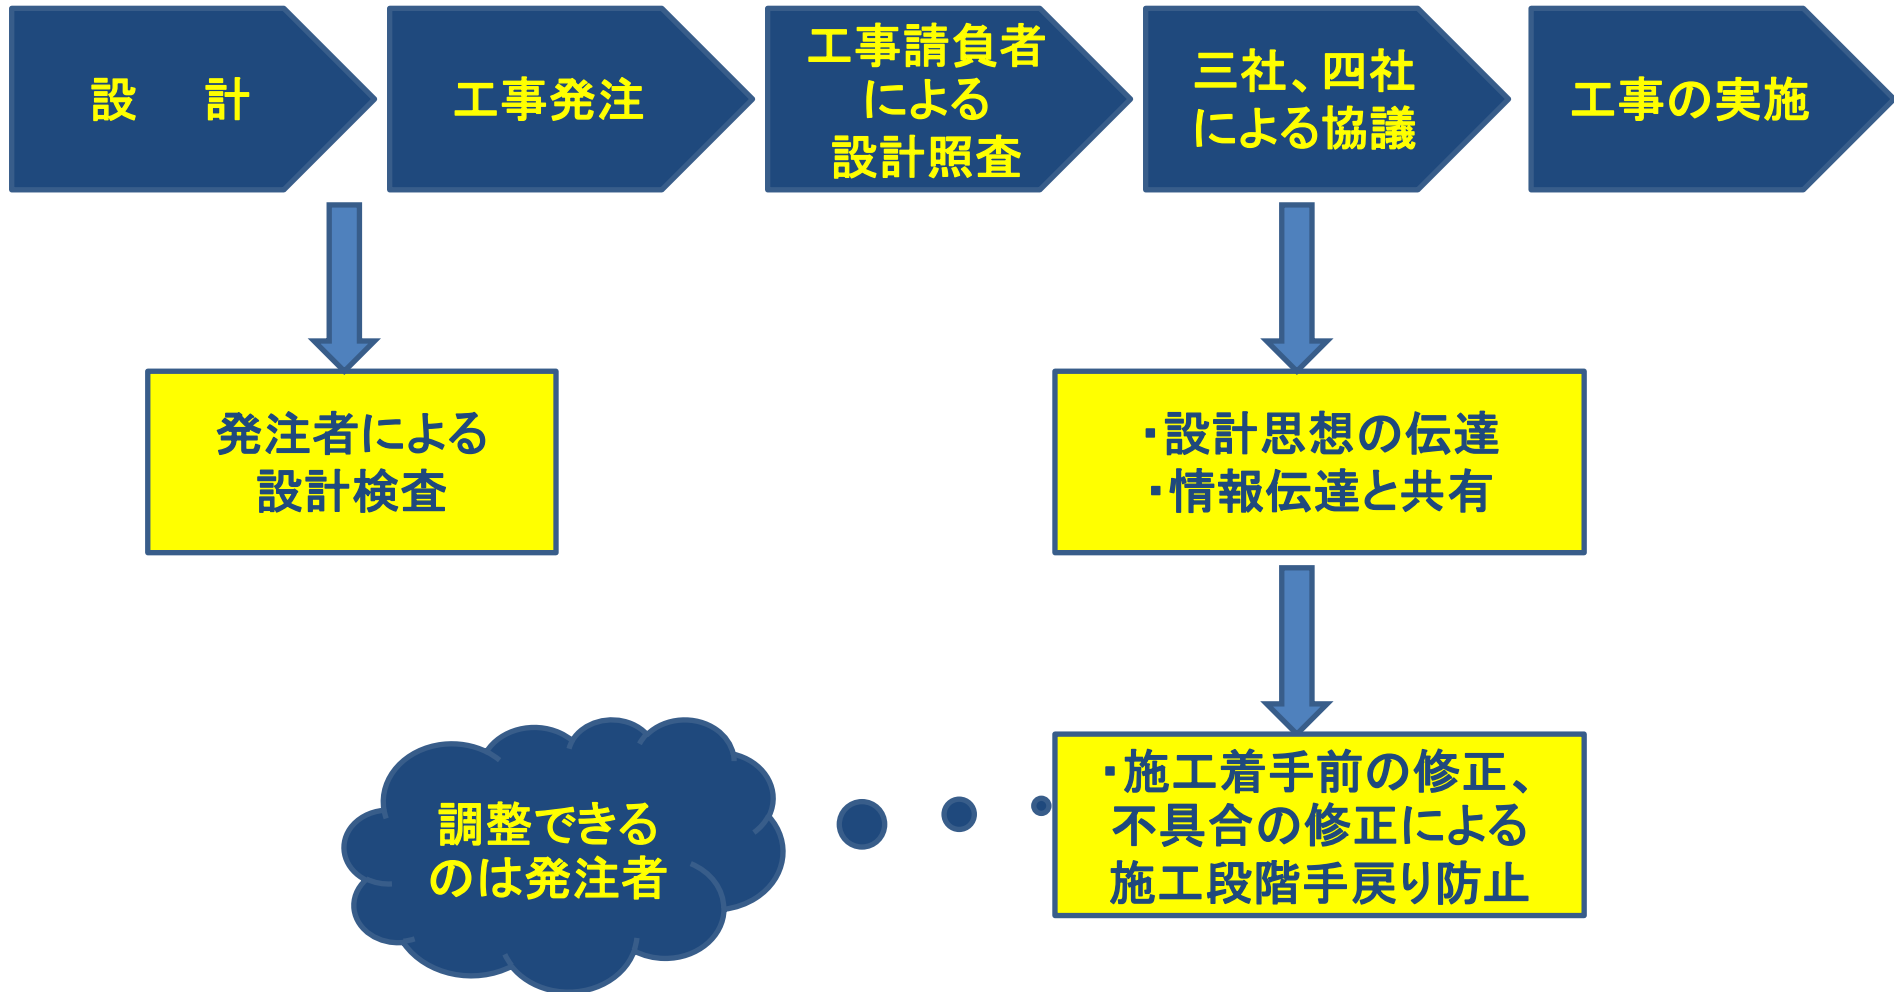 設　計
工事発注
工事請負者
による
設計照査
三社、四社
による協議
工事の実施
発注者による
設計検査
・設計思想の伝達
・情報伝達と共有
・施工着手前の修正、
不具合の修正による
施工段階手戻り防止
調整できる
のは発注者